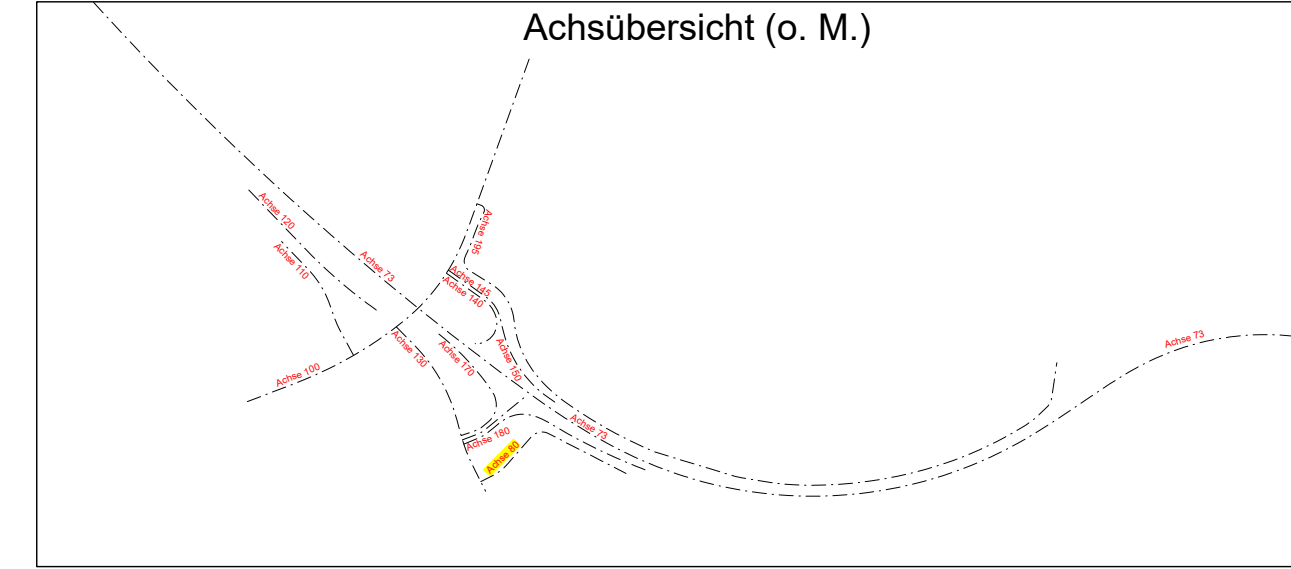 Achsübersicht (o. M.)
Achse 120
Achse 195
Achse 110
Achse 73
Achse 145
Achse 140
Achse 130
Achse 170
Achse 150
Achse 73
Achse 100
Achse 73
Achse 180
Achse 80